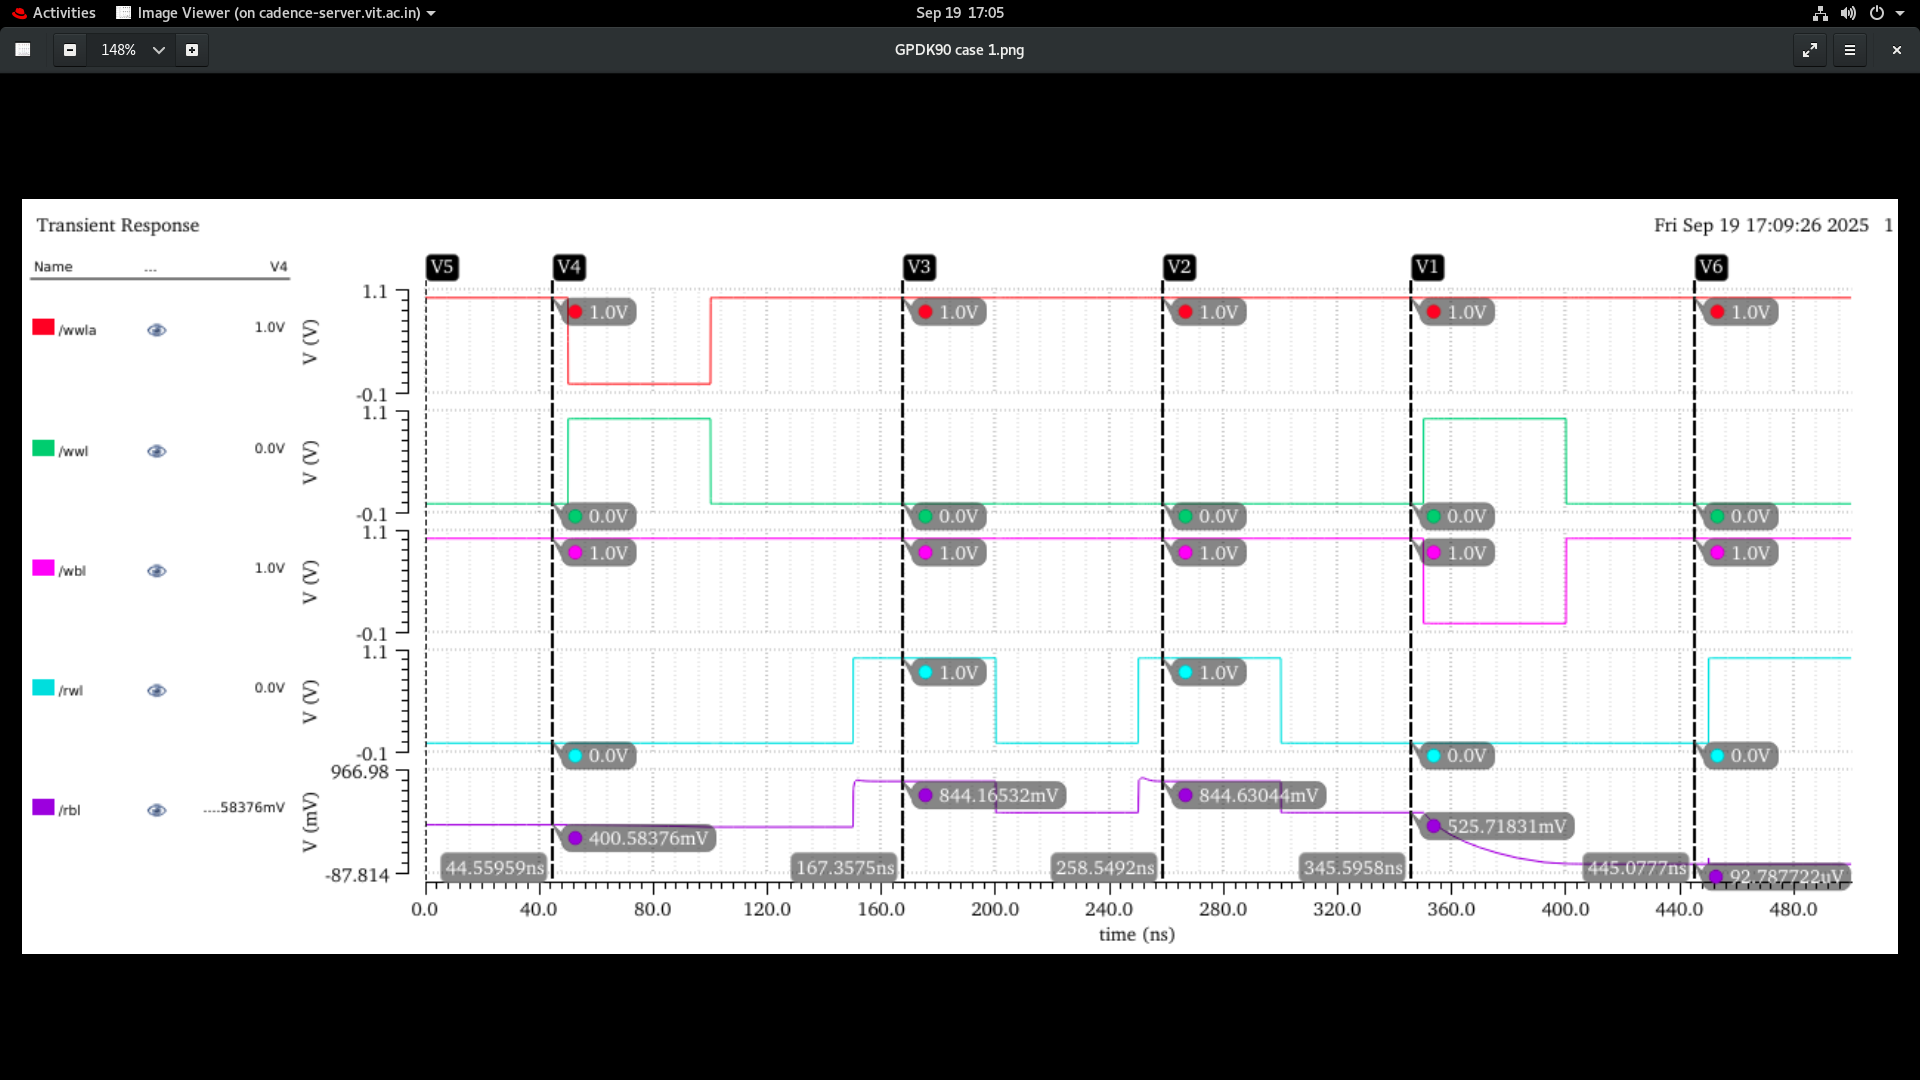 Activities Image Viewer (on cadence-server.vit.ac.in) Sep 19 17:05
148% GPDK90 case 1.png
Transient Response Fri Sep 19 17:09:26 2025 1
Name ... V4
V5 V4 V3 V2 V1 V6
/wwla 1.0V
V (V)
1.1
-0.1
1.0V 1.0V 1.0V 1.0V 1.0V
/wwl 0.0V
V (V)
1.1
-0.1
0.0V 0.0V 0.0V 0.0V 0.0V
/wbl 1.0V
V (V)
1.1
-0.1
1.0V 1.0V 1.0V 1.0V 1.0V
/rwl 0.0V
V (V)
1.1
-0.1
0.0V 1.0V 1.0V 0.0V 0.0V
/rbl ....58376mV
V (mV)
966.98
-87.814
400.58376mV 844.16532mV 844.63044mV 525.71831mV 92.787722uV
44.55959ns 167.3575ns 258.5492ns 345.5958ns 445.0777ns
0.0 40.0 80.0 120.0 160.0 200.0 240.0 280.0 320.0 360.0 400.0 440.0 480.0
time (ns)